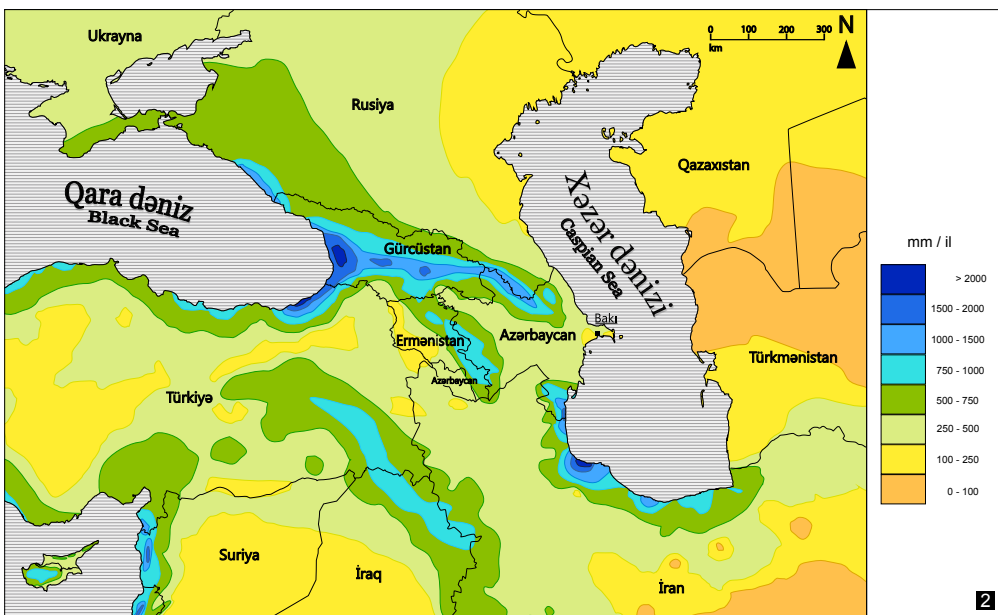 Ukrayna
0 100 200 300
km
N
Rusiya
Qazaxıstan
Qara dəniz
Black Sea
Xəzər dənizi
Caspian Sea
Gürcüstan
Bakı
Azərbaycan
Ermənistan
Azərbaycan
Türkmənistan
Türkiyə
Suriya
İraq
İran
mm / il
> 2000
1500 - 2000
1000 - 1500
750 - 1000
500 - 750
250 - 500
100 - 250
0 - 100
2